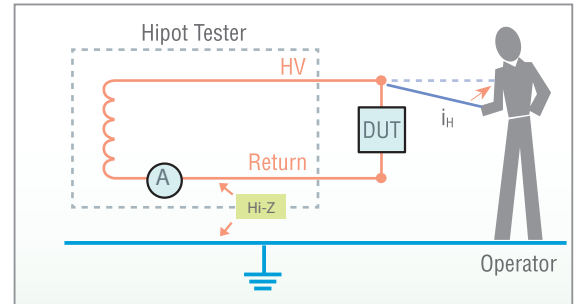 Hipot Tester
HV
DUT
iH
Return
A
Hi-Z
Operator